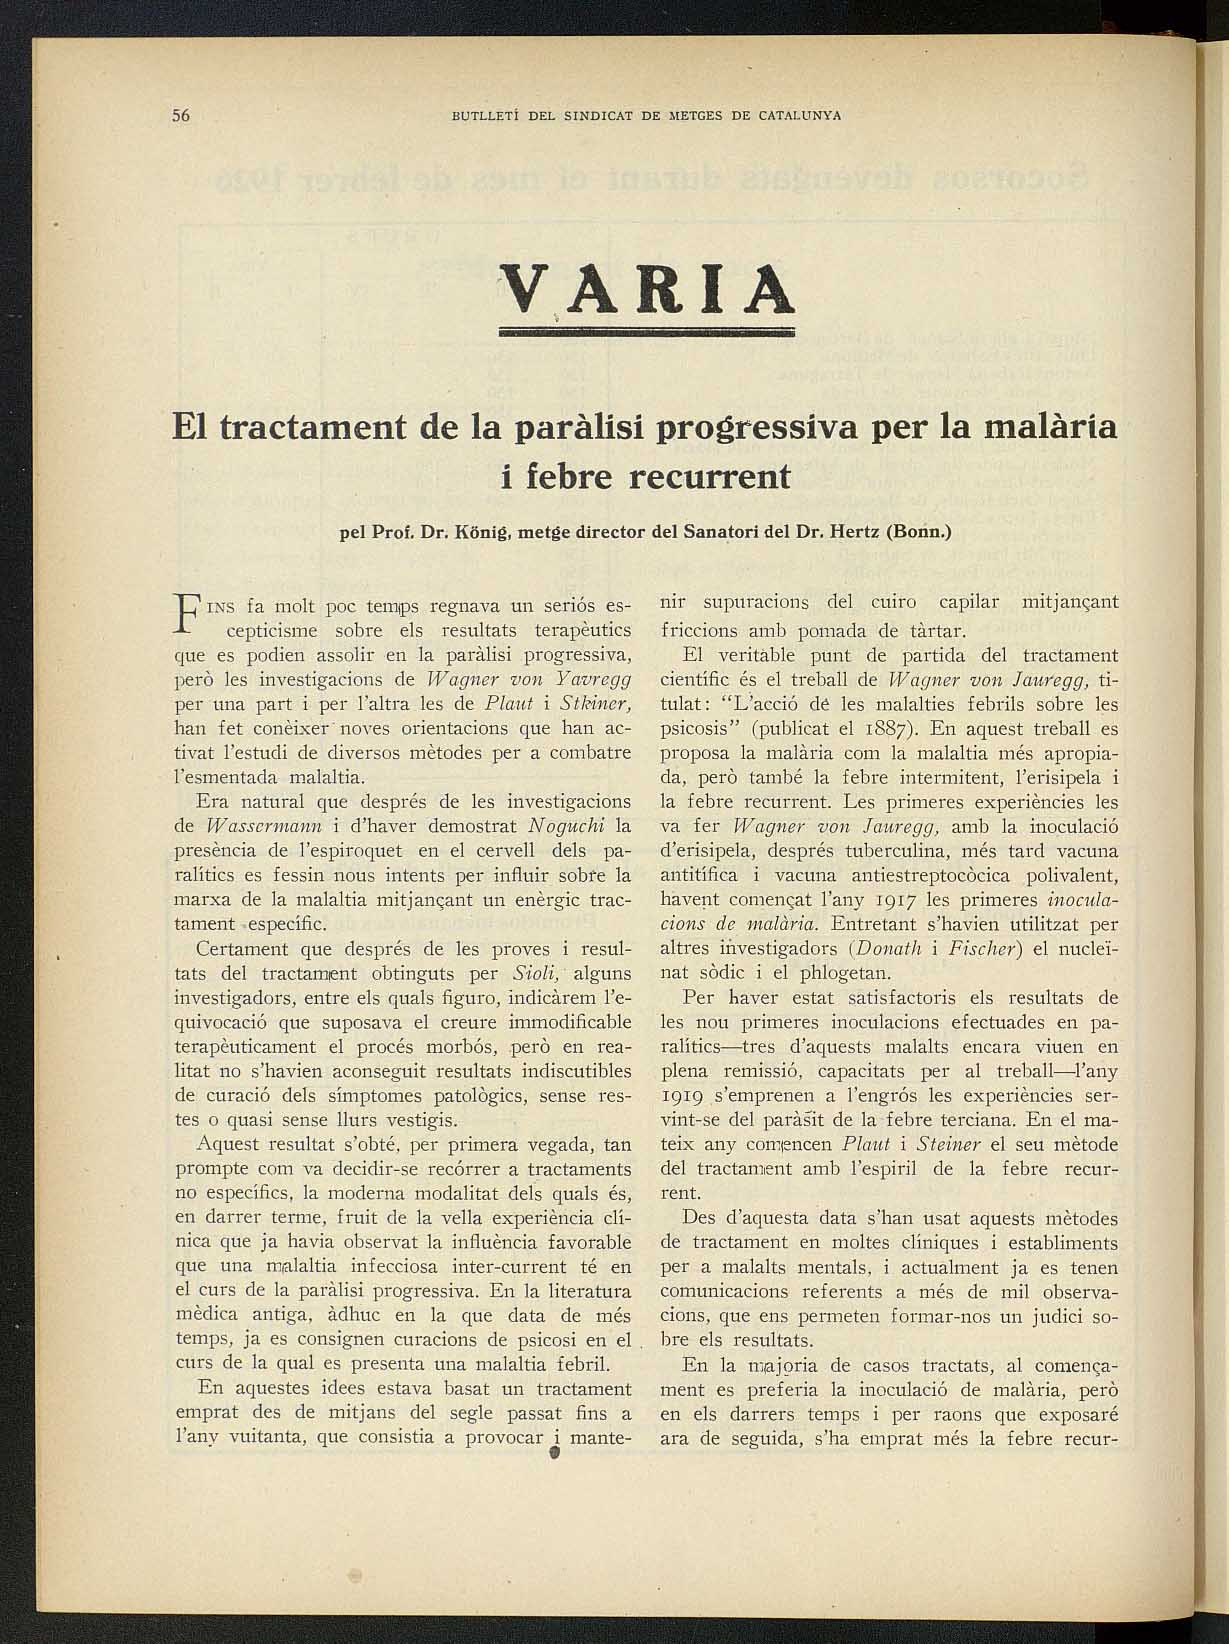 56
BUTLLETÍ DEL SINDICAT DE METGES DE CATALUNYA
VARIA
El tractament de la paràlisi progressiva per la malària
i febre recurrent
pel Prof. Dr. König, metge director del Sanatori del Dr. Hertz (Bonn.)
FINS fa molt poc temps regnava un seriós es-
cepticisme sobre els resultats terapèutics
que es podien assolir en la paràlisi progressiva,
però les investigacions de Wagner von Yavregg
per una part i per l'altra les de Plaut i Stkiner,
han fet conèixer noves orientacions que han ac-
tivat l'estudi de diversos mètodes per a combatre
l'esmentada malaltia.
Era natural que després de les investigacions
de Wassermann i d'haver demostrat Noguchi la
presència de l'espiroquet en el cervell dels pa-
ralítics es fessin nous intents per influir sobre la
marxa de la malaltia mitjançant un enèrgic trac-
tament específic.
Certament que després de les proves i resul-
tats del tractament obtinguts per Sioli, alguns
investigadors, entre els quals figuro, indicàrem l'e-
quivocació que suposava el creure immodificable
terapèuticament el procés morbós, però en rea-
litat no s'havien aconseguit resultats indiscutibles
de curació dels símptomes patològics, sense res-
tes o quasi sense llurs vestigis.
Aquest resultat s'obté, per primera vegada, tan
prompte com va decidir-se recórrer a tractaments
no específics, la moderna modalitat dels quals és,
en darrer terme, fruit de la vella experiència clí-
nica que ja havia observat la influència favorable
que una malaltia infecciosa inter-current té en
el curs de la paràlisi progressiva. En la literatura
mèdica antiga, àdhuc en la que data de més
temps, ja es consignen curacions de psicosi en el
curs de la qual es presenta una malaltia febril.
En aquestes idees estava basat un tractament
emprat des de mitjans del segle passat fins a
l'any vuitanta, que consistia a provocar i mante-
nir supuracions del cuiro capilar mitjançant
friccions amb pomada de tàrtar.
El veritable punt de partida del tractament
científic és el treball de Wagner von Jauregg, ti-
tulat: "L'acció de les malalties febrils sobre les
psicosis" (publicat el 1887). En aquest treball es
proposa la malària com la malaltia més apropia-
da, però també la febre intermitent, l'erisipela i
la febre recurrent. Les primeres experiències les
va fer Wagner von Jauregg, amb la inoculació
d'erisipela, després tuberculina, més tard vacuna
antitífica i vacuna antiestreptocòcica polivalent,
havent començat l'any 1917 les primeres inocula-
cions de malària. Entretant s'havien utilitzat per
altres investigadors (Donath i Fischer) el nucleï-
nat sòdic i el phlogetan.
Per haver estat satisfactoris els resultats de
les nou primeres inoculacions efectuades en pa-
ralítics—tres d'aquests malalts encara viuen en
plena remissió, capacitats per al treball—l'any
1919 s'emprenen a l'engrós les experiències ser-
vint-se del paràsit de la febre terciana. En el ma-
teix any comencen Plaut i Steiner el seu mètode
del tractament amb l'espiril de la febre recur-
rent.
Des d'aquesta data s'han usat aquests mètodes
de tractament en moltes clíniques i establiments
per a malalts mentals, i actualment ja es tenen
comunicacions referents a més de mil observa-
cions, que ens permeten formar-nos un judici so-
bre els resultats.
En la majoria de casos tractats, al comença-
ment es preferia la inoculació de malària, però
en els darrers temps i per raons que exposaré
ara de seguida, s'ha emprat més la febre recur-